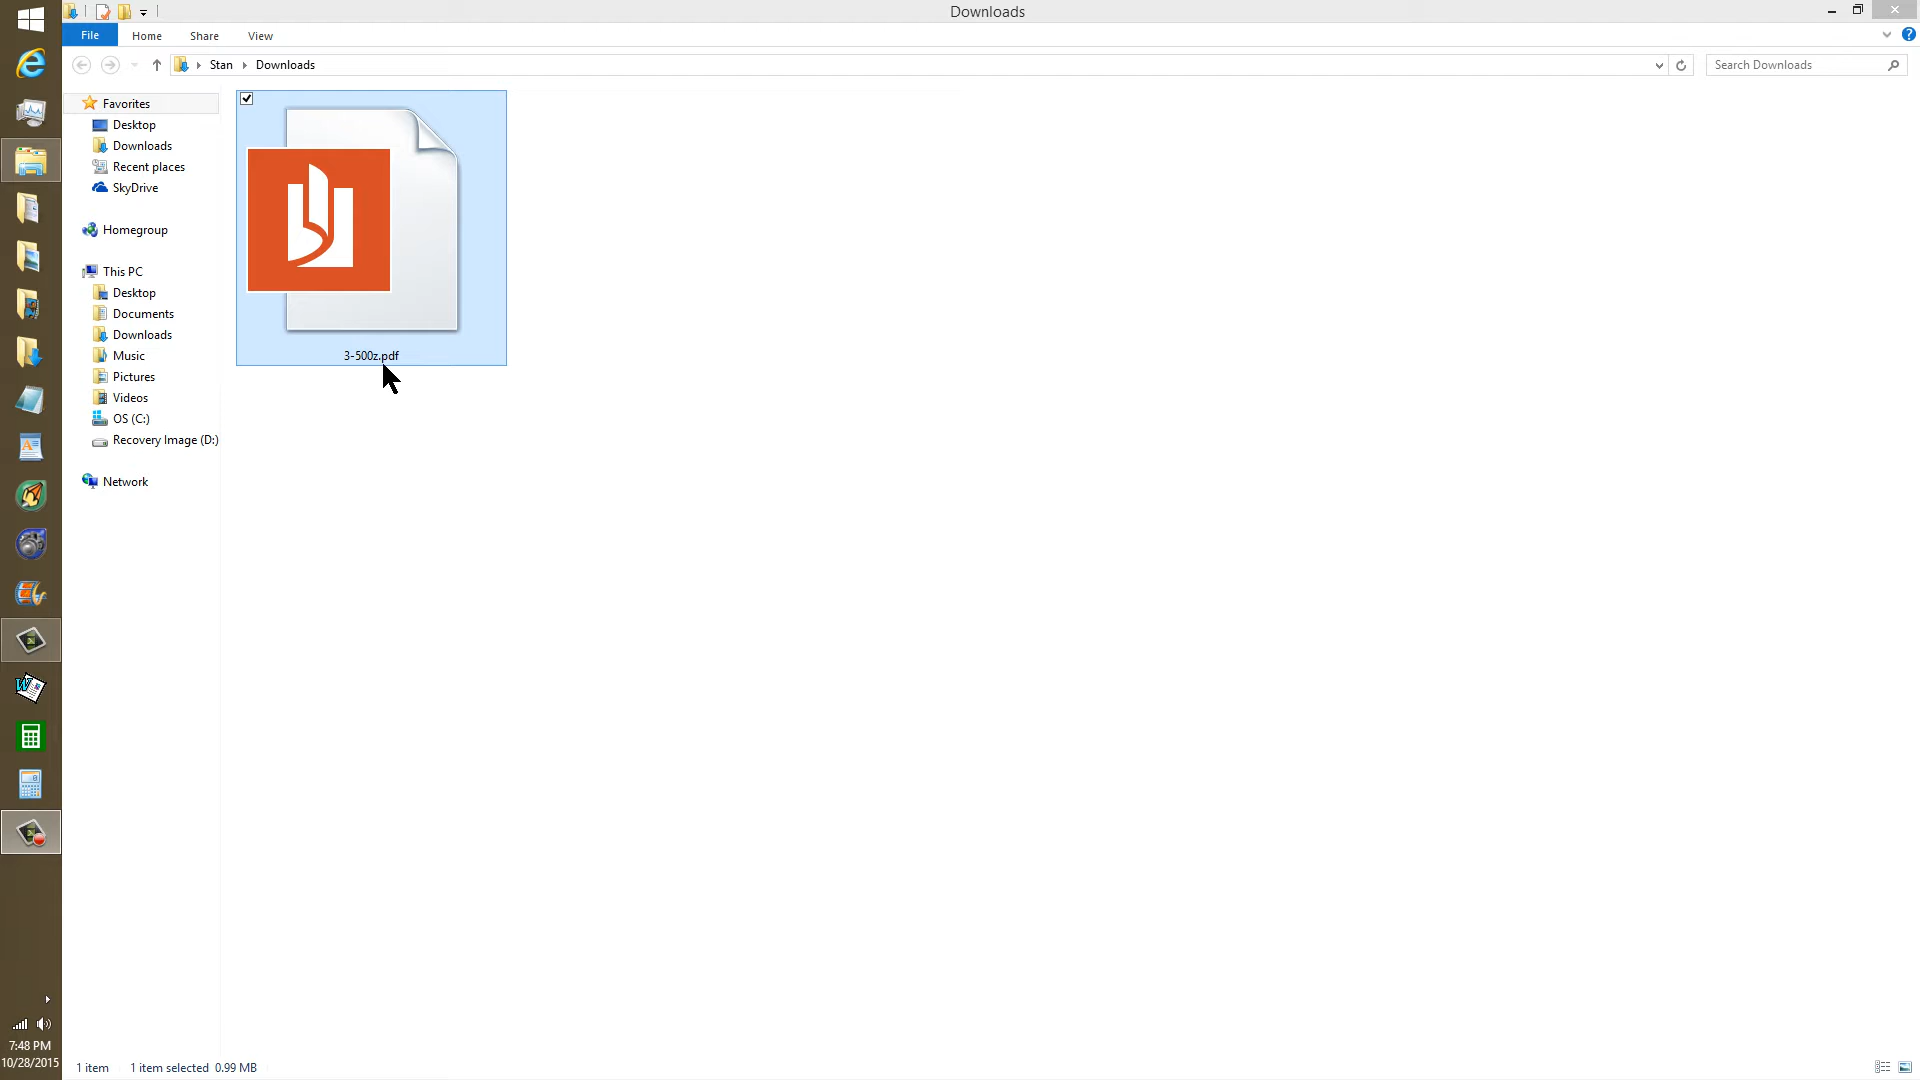 Downloads
File Home Share View
Stan Downloads
Search Downloads
Favorites
Desktop
Downloads
Recent places
SkyDrive
Homegroup
This PC
Desktop
Documents
Downloads
Music
Pictures
Videos
OS (C:)
Recovery Image (D:)
Network
3-500z.pdf
7:48 PM
10/28/2015
1 item 1 item selected 0.99 MB